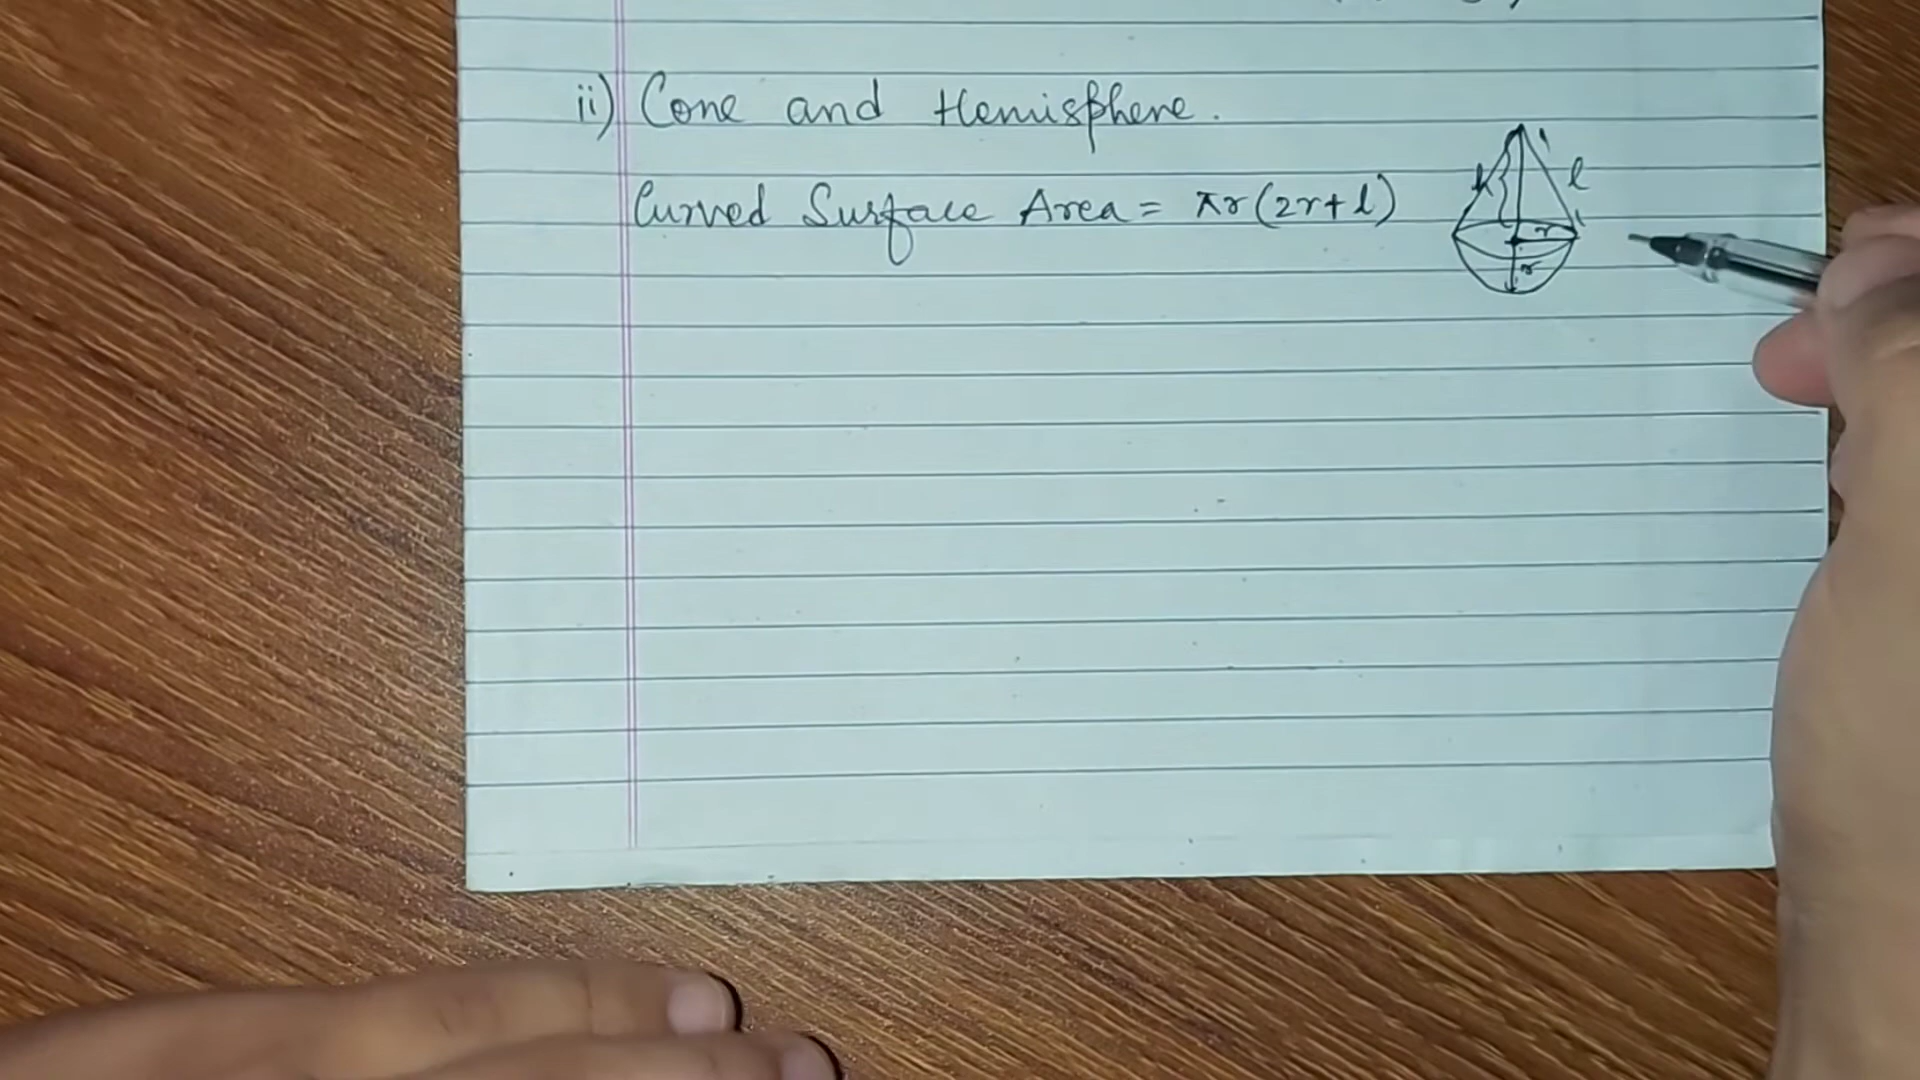 ii) Cone and Hemisphere.
Curved Surface Area = πr(2r+l)
h
l
r
r